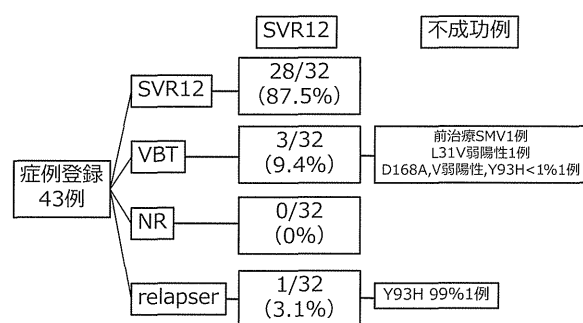 SVR12
不成功例
SVR12
28/32
(87.5%)
VBT
3/32
(9.4%)
前治療SMV1例
L31V弱陽性1例
D168A,V弱陽性,Y93H<1%1例
症例登録
43例
NR
0/32
(0%)
relapser
1/32
(3.1%)
Y93H 99%1例